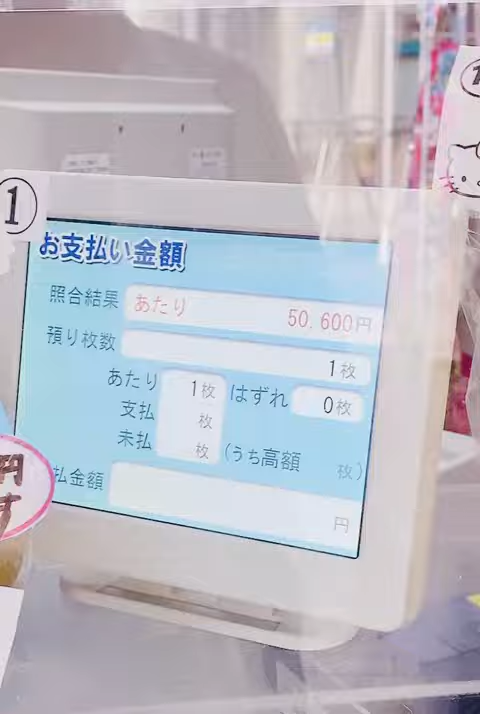 ①
お支払い金額
照合結果 あたり 50,600円
預り枚数 1枚
あたり 1枚 はずれ 0枚
支払 枚
未払 枚 (うち高額 枚)
払金額
円
円
す